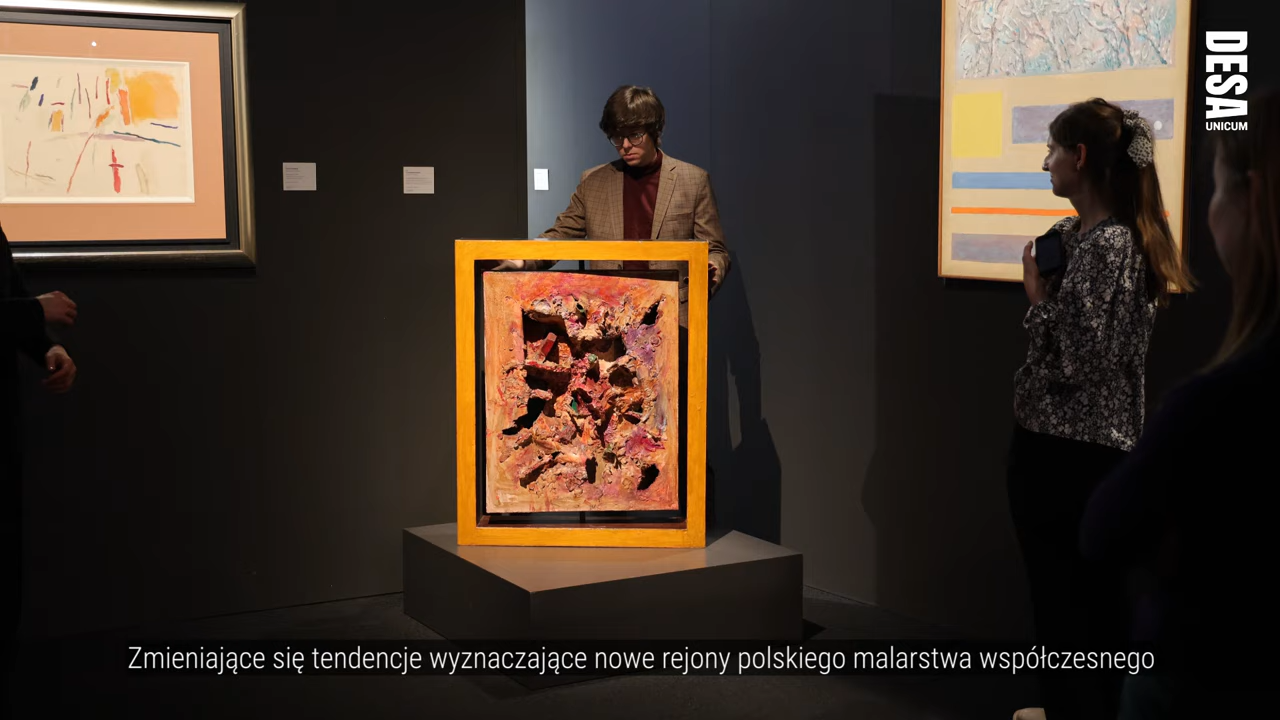 DESA
UNICUM
Zmieniające się tendencje wyznaczające nowe rejony polskiego malarstwa współczesnego